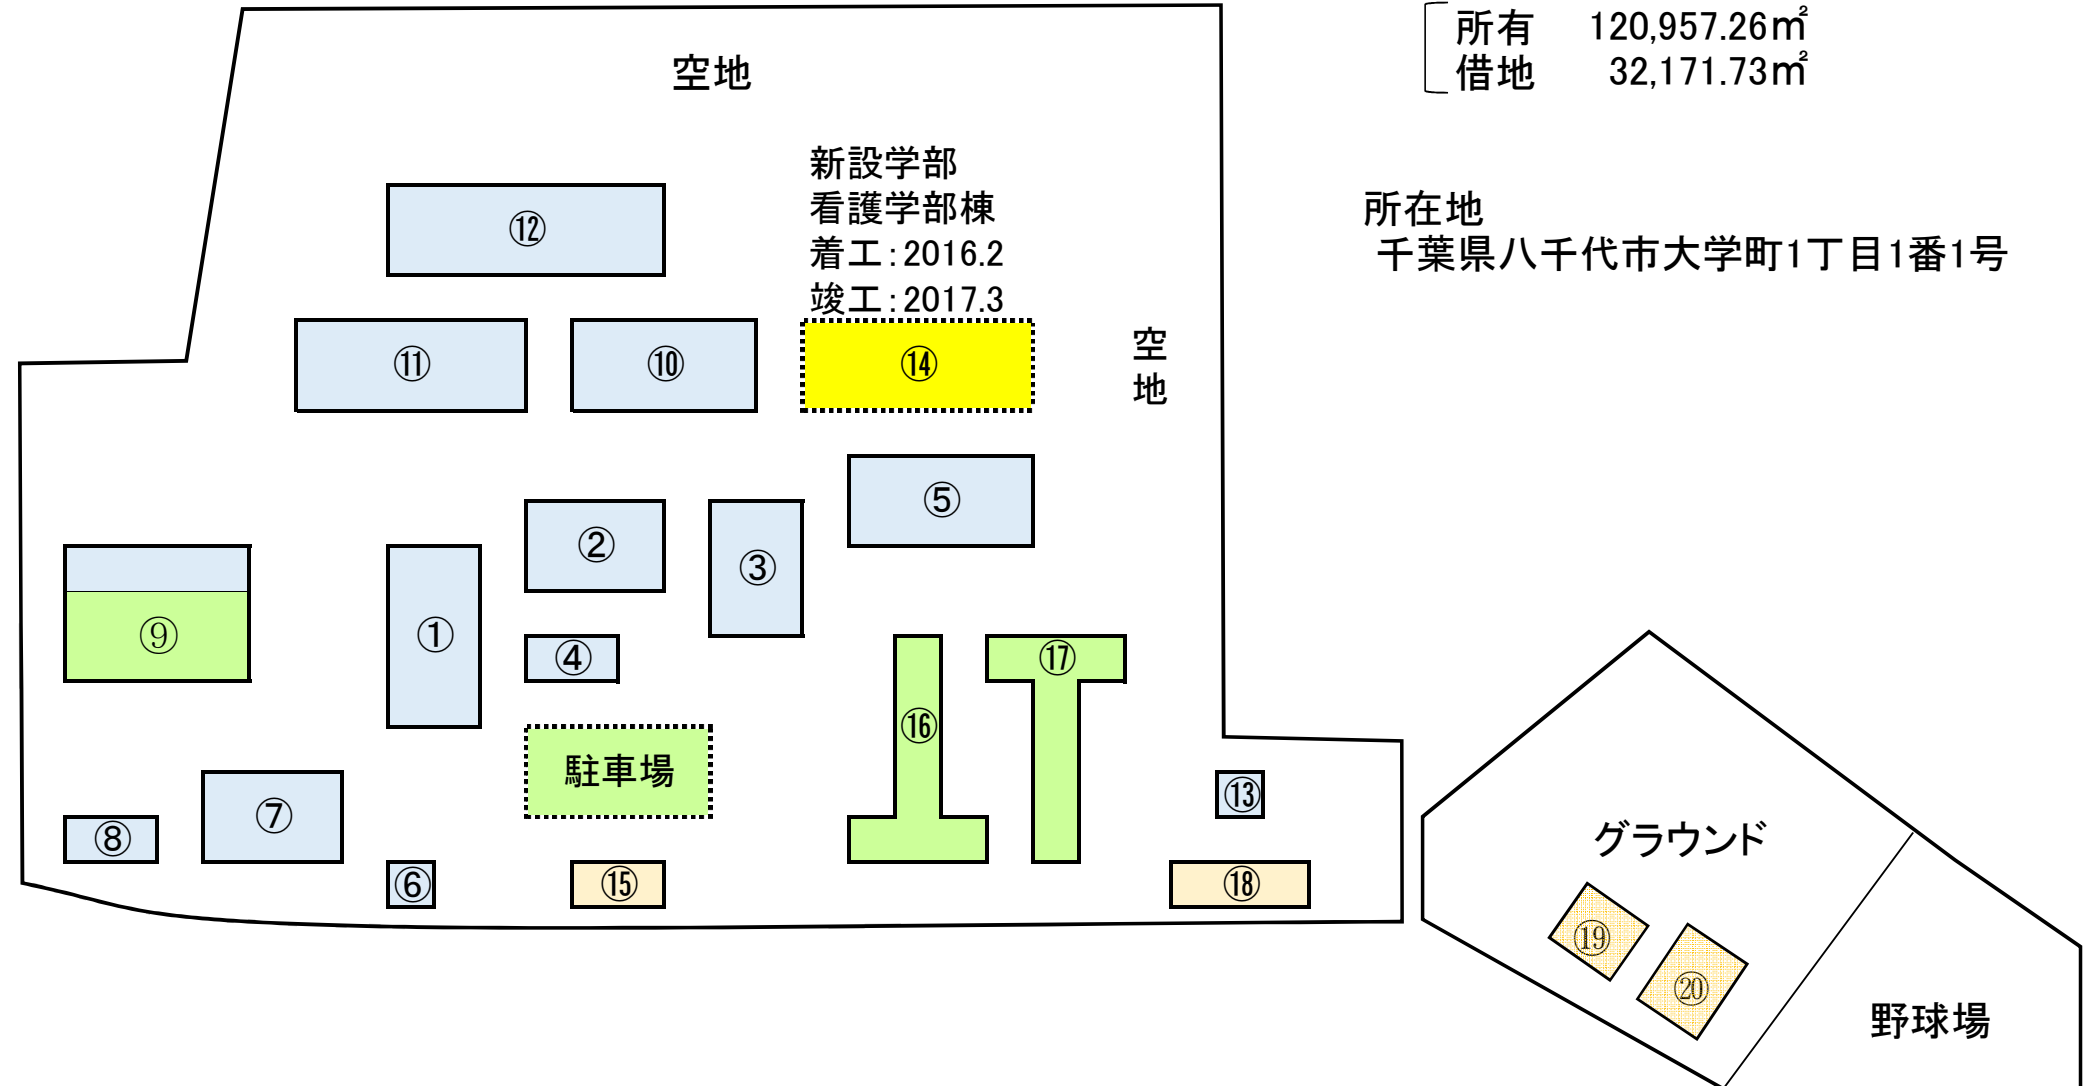 所有 120,957.26㎡
借地 32,171.73㎡
空地
新設学部
看護学部棟
着工:2016.2
竣工:2017.3
所在地
千葉県八千代市大学町1丁目1番1号
⑫
⑪
⑩
⑭
空
地
⑤
②
③
⑨
①
④
⑰
⑯
駐車場
⑬
⑦
⑧
⑥
⑮
⑱
グラウンド
⑲
⑳
野球場